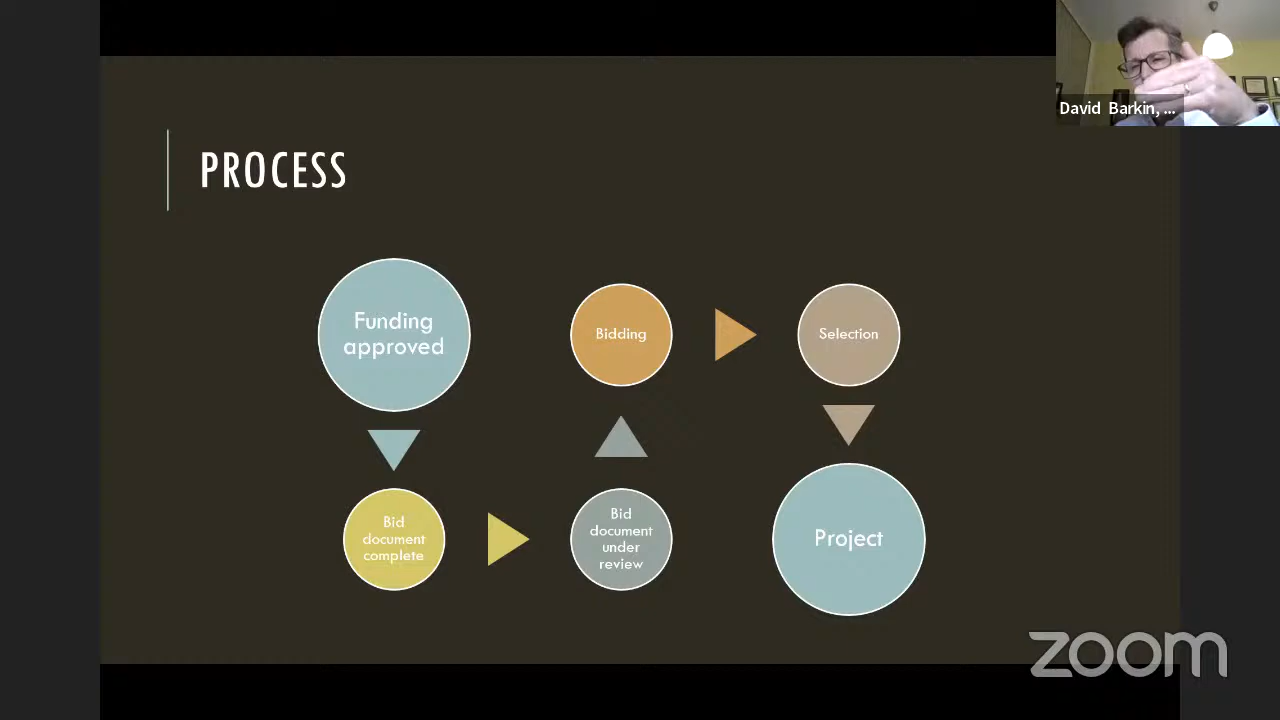 David Barkin, ...
PROCESS
Funding
approved
Bid
document
complete
Bid
document
under
review
Bidding
Selection
Project
zoom